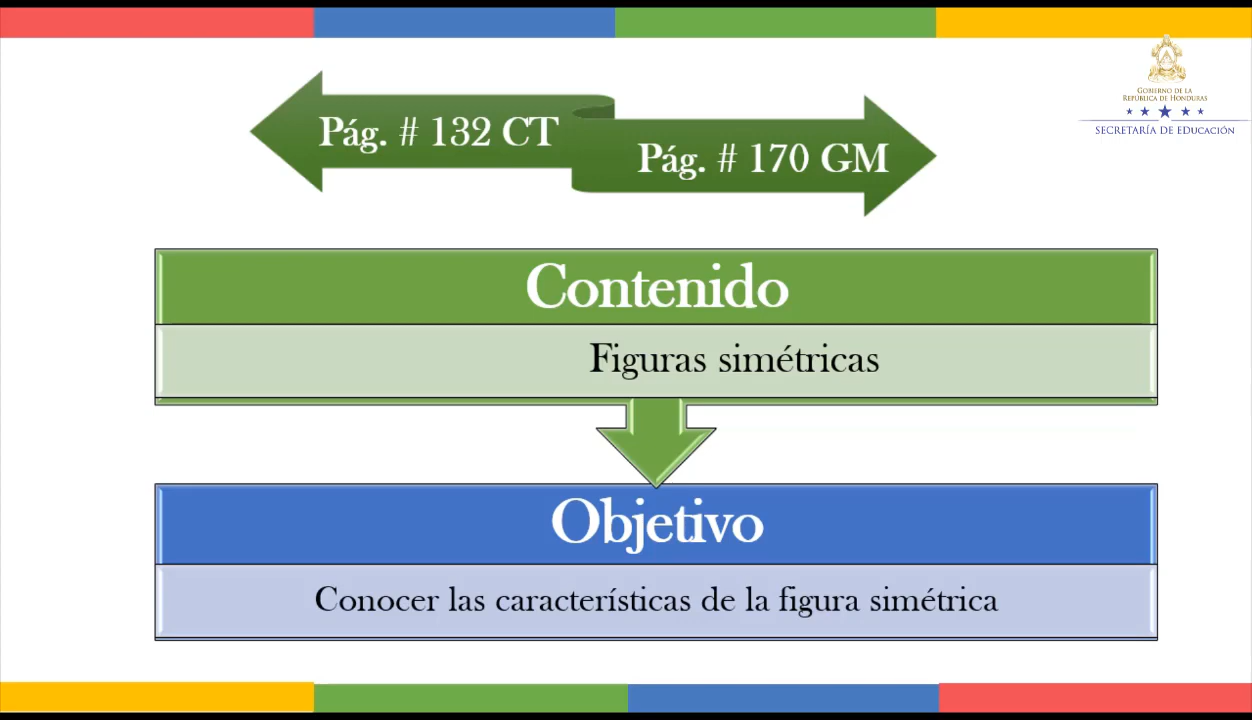 GOBIERNO DE LA
REPÚBLICA DE HONDURAS
SECRETARÍA DE EDUCACIÓN
Pág. # 132 CT
Pág. # 170 GM
Contenido
Figuras simétricas
Objetivo
Conocer las características de la figura simétrica